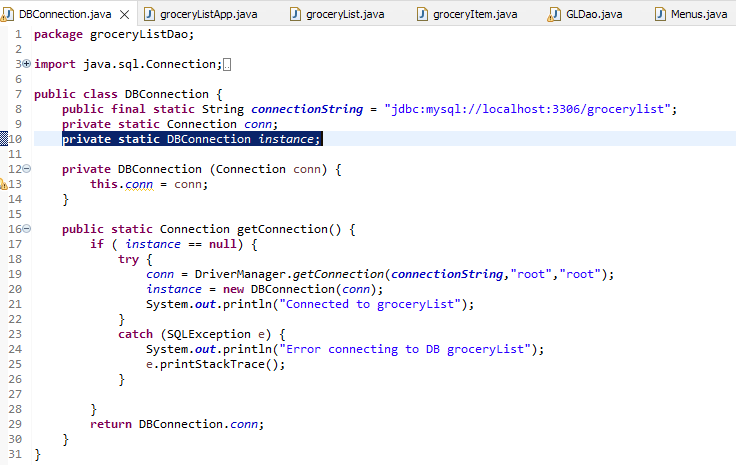 DBConnection.java groceryListApp.java groceryList.java groceryItem.java GLDao.java Menus.java
1 package groceryListDao;
2
3 import java.sql.Connection;
6
7 public class DBConnection {
8 public final static String connectionString = "jdbc:mysql://localhost:3306/grocerylist";
9 private static Connection conn;
10 private static DBConnection instance;
11
12 private DBConnection (Connection conn) {
13 this.conn = conn;
14 }
15
16 public static Connection getConnection() {
17 if ( instance == null) {
18 try {
19 conn = DriverManager.getConnection(connectionString,"root","root");
20 instance = new DBConnection(conn);
21 System.out.println("Connected to groceryList");
22 }
23 catch (SQLException e) {
24 System.out.println("Error connecting to DB groceryList");
25 e.printStackTrace();
26 }
27
28 }
29 return DBConnection.conn;
30 }
31 }